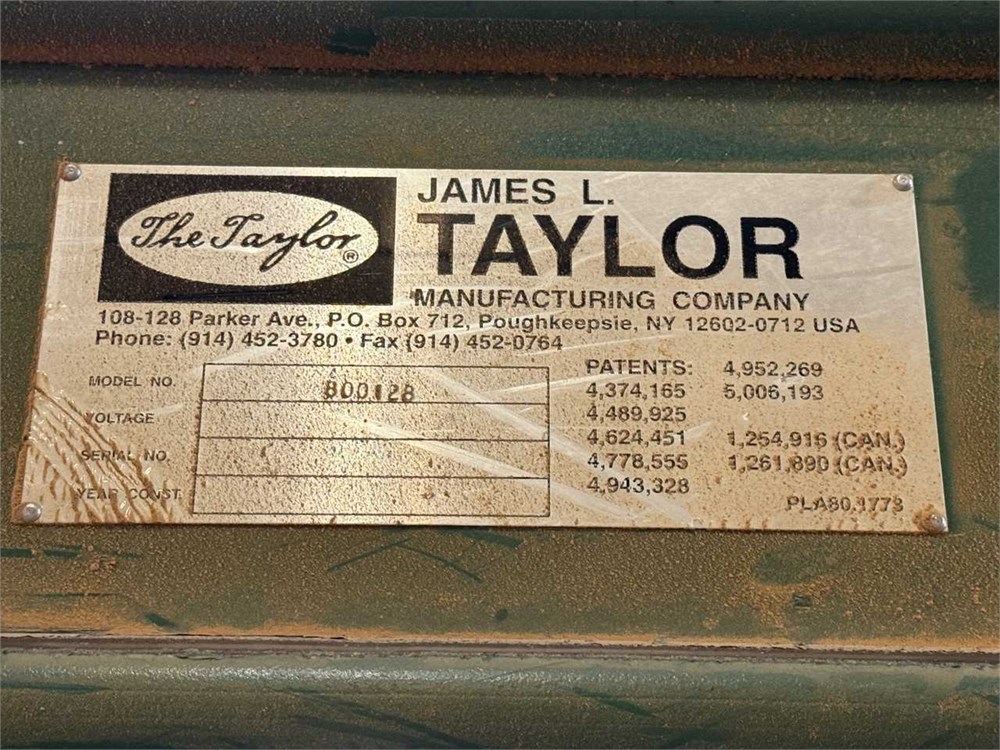 The Taylor ®
JAMES L.
TAYLOR
MANUFACTURING COMPANY
108-128 Parker Ave., P.O. Box 712, Poughkeepsie, NY 12602-0712 USA
Phone: (914) 452-3780 • Fax (914) 452-0764
MODEL NO. 800128
VOLTAGE
SERIAL NO.
YEAR CONST.
PATENTS: 4,952,269
4,374,165 5,006,193
4,489,925
4,624,451 1,254,916 (CAN.)
4,778,555 1,261,890 (CAN.)
4,943,328
PLA80.1773